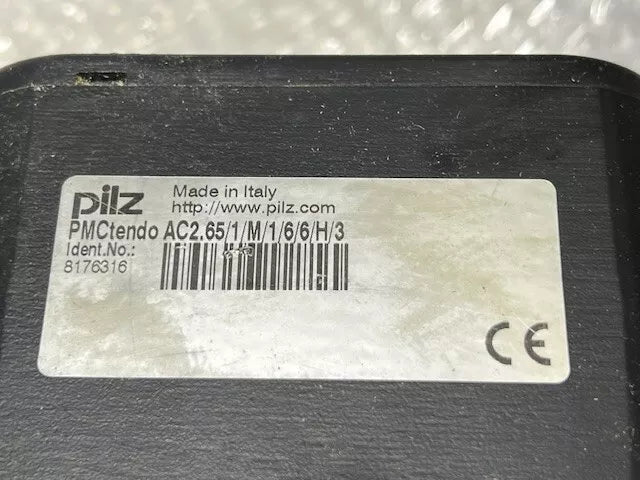 pilz
Made in Italy
http://www.pilz.com
PMCtendo AC2.65/1/M/1/6/6/H/3
Ident.No.:
8176316
CE